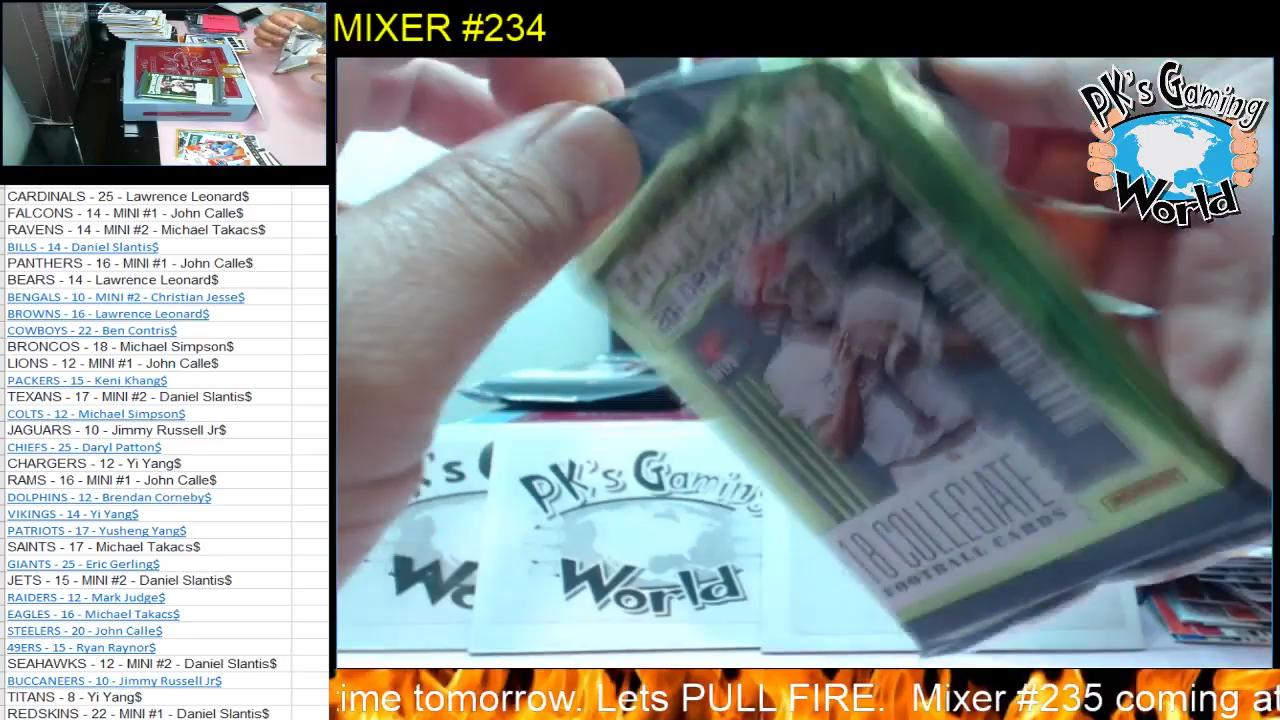 MIXER #234
PK's Gaming
World
CARDINALS - 25 - Lawrence Leonard$
FALCONS - 14 - MINI #1 - John Calle$
RAVENS - 14 - MINI #2 - Michael Takacs$
BILLS - 14 - Daniel Slantis$
PANTHERS - 16 - MINI #1 - John Calle$
BEARS - 14 - Lawrence Leonard$
BENGALS - 10 - MINI #2 - Christian Jesse$
BROWNS - 16 - Lawrence Leonard$
COWBOYS - 22 - Ben Contris$
BRONCOS - 18 - Michael Simpson$
LIONS - 12 - MINI #1 - John Calle$
PACKERS - 15 - Keni Khang$
TEXANS - 17 - MINI #2 - Daniel Slantis$
COLTS - 12 - Michael Simpson$
JAGUARS - 10 - Jimmy Russell Jr$
CHIEFS - 25 - Daryl Patton$
CHARGERS - 12 - Yi Yang$
RAMS - 16 - MINI #1 - John Calle$
DOLPHINS - 12 - Brendan Corneby$
VIKINGS - 14 - Yi Yang$
PATRIOTS - 17 - Yusheng Yang$
SAINTS - 17 - Michael Takacs$
GIANTS - 25 - Eric Gerling$
JETS - 15 - MINI #2 - Daniel Slantis$
RAIDERS - 12 - Mark Judge$
EAGLES - 16 - Michael Takacs$
STEELERS - 20 - John Calle$
49ERS - 15 - Ryan Raynor$
SEAHAWKS - 12 - MINI #2 - Daniel Slantis$
BUCCANEERS - 10 - Jimmy Russell Jr$
TITANS - 8 - Yi Yang$
REDSKINS - 22 - MINI #1 - Daniel Slantis$
18 COLLEGIATE
FOOTBALL CARDS
's G
Wo
PK's Gaming
World
time tomorrow. Lets PULL FIRE. Mixer #235 coming at